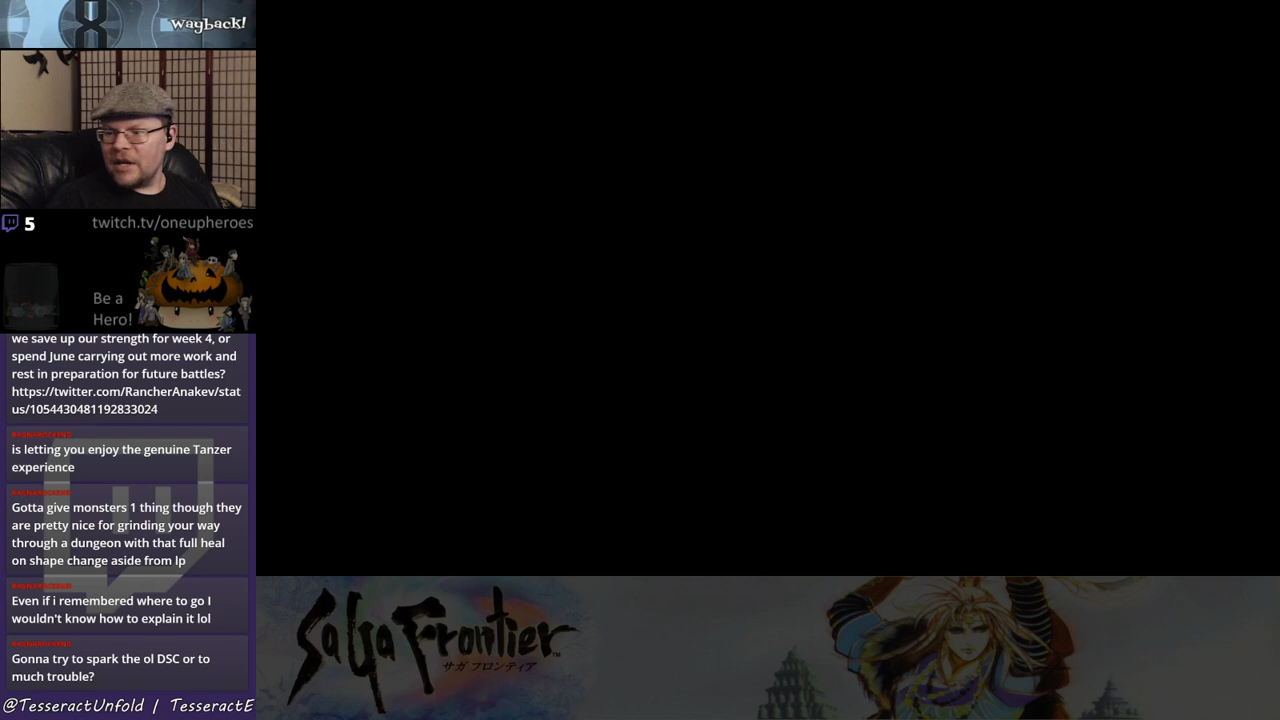 wayback!
5
twitch.tv/oneupheroes
Be a
Hero!
we save up our strength for week 4, or
spend June carrying out more work and
rest in preparation for future battles?
https://twitter.com/RancherAnakev/stat
us/1054430481192833024
is letting you enjoy the genuine Tanzer
experience
Gotta give monsters 1 thing though they
are pretty nice for grinding your way
through a dungeon with that full heal
on shape change aside from lp
Even if i remembered where to go I
wouldn't know how to explain it lol
Gonna try to spark the ol DSC or to
much trouble?
@TesseractUnfold | TesseractE
SaGa Frontier™
サガ フロンティア